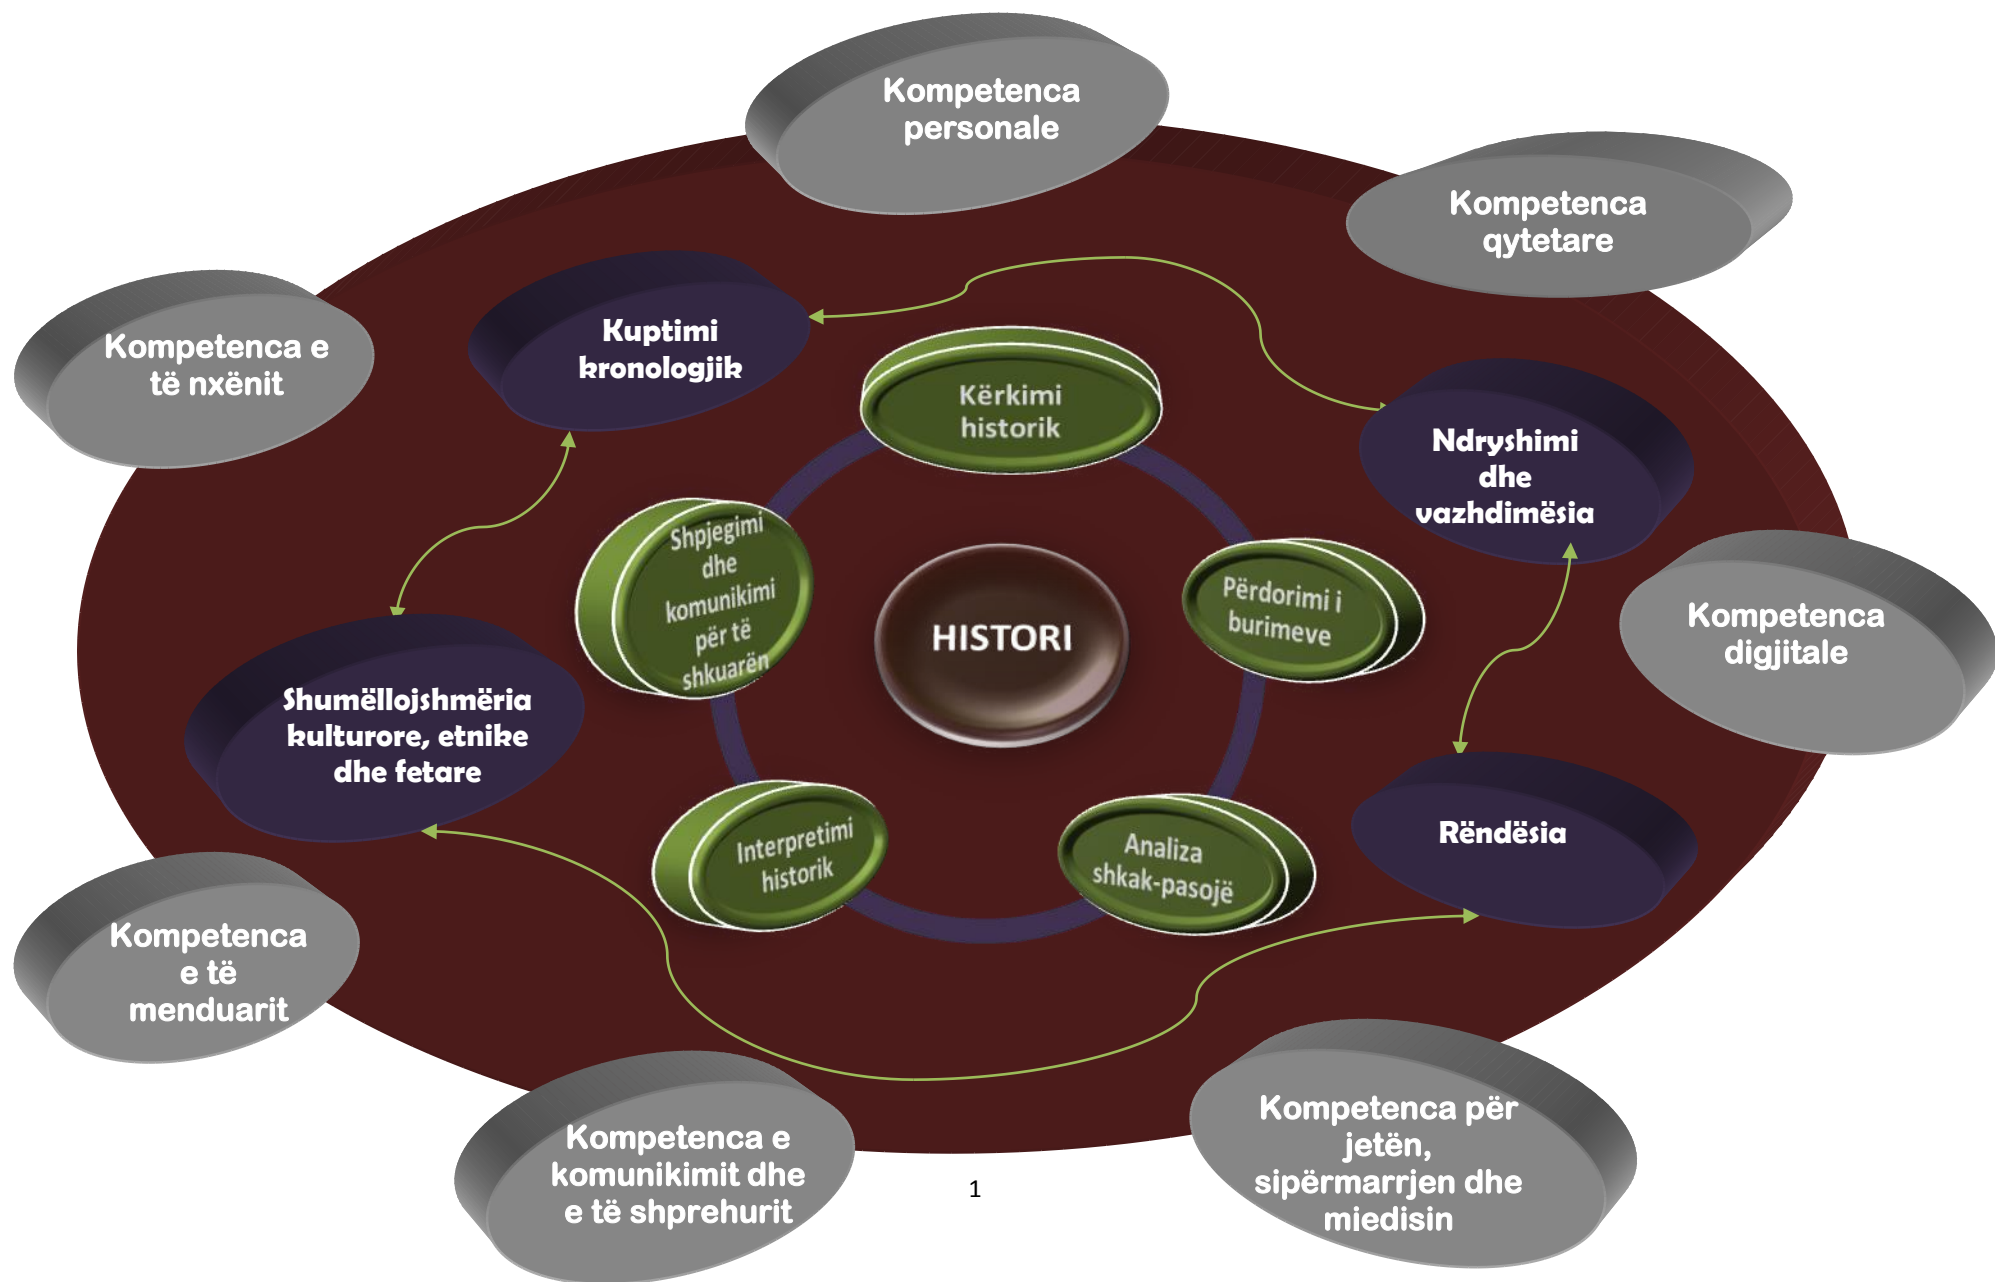 Kompetenca
personale
Kompetenca
qytetare
Kompetenca e
të nxënit
Kuptimi
kronologjik
Kërkimi
historik
Ndryshimi
dhe
vazhdimësia
Shpjegimi
dhe
komunikimi
për të
shkuarën
HISTORI
Përdorimi i
burimeve
Kompetenca
digjitale
Shumëllojshmëria
kulturore, etnike
dhe fetare
Interpretimi
historik
Analiza
shkak-pasojë
Rëndësia
Kompetenca
e të
menduarit
Kompetenca e
komunikimit dhe
e të shprehurit
Kompetenca për
jetën,
sipërmarrjen dhe
mjedisin
1